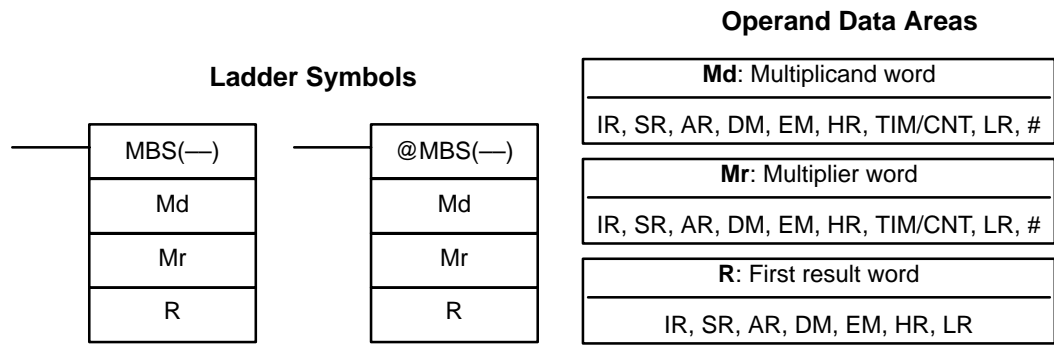 Ladder Symbols
MBS(––)
Md
Mr
R
@MBS(––)
Md
Mr
R
Operand Data Areas
Md: Multiplicand word
IR, SR, AR, DM, EM, HR, TIM/CNT, LR, #
Mr: Multiplier word
IR, SR, AR, DM, EM, HR, TIM/CNT, LR, #
R: First result word
IR, SR, AR, DM, EM, HR, LR